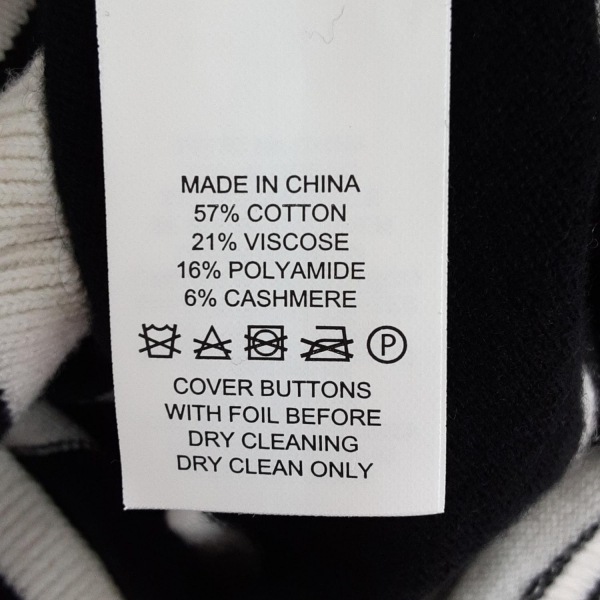 MADE IN CHINA
57% COTTON
21% VISCOSE
16% POLYAMIDE
6% CASHMERE
P
COVER BUTTONS
WITH FOIL BEFORE
DRY CLEANING
DRY CLEAN ONLY